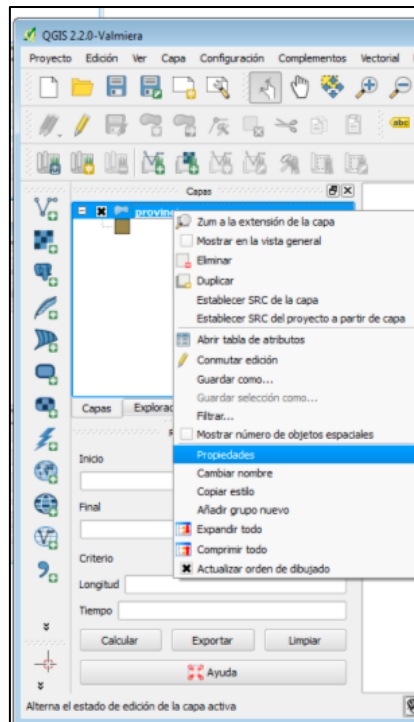 QGIS 2.2.0-Valmiera
Proyecto Edición Ver Capa Configuración Complementos Vectorial
abc
Capas
Zum a la extensión de la capa
Mostrar en la vista general
Eliminar
Duplicar
Establecer SRC de la capa
Establecer SRC del proyecto a partir de capa
Abrir tabla de atributos
Conmutar edición
Guardar como...
Guardar selección como...
Filtrar...
Mostrar número de objetos espaciales
Propiedades
Cambiar nombre
Copiar estilo
Añadir grupo nuevo
Expandir todo
Comprimir todo
Actualizar orden de dibujado
Capas
Inicio
Final
Criterio
Longitud
Tiempo
Calcular Exportar Limpiar
Ayuda
Alterna el estado de edición de la capa activa